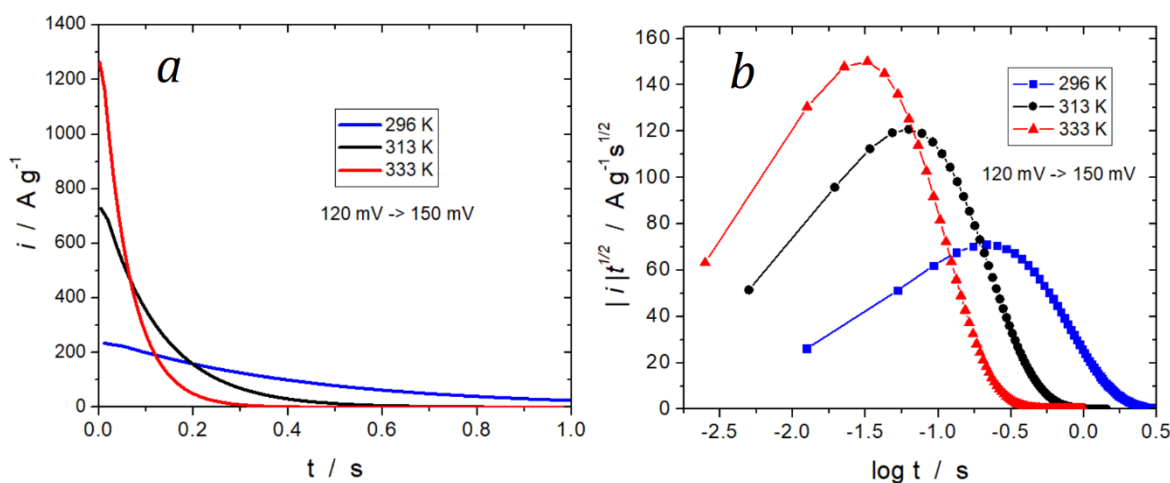 a
1400
1200
1000
800
600
400
200
0
i / A g⁻¹
296 K
313 K
333 K
120 mV -> 150 mV
0.0 0.2 0.4 0.6 0.8 1.0
t / s
b
160
140
120
100
80
60
40
20
0
| i |t^{1/2} / A g⁻¹s^{1/2}
296 K
313 K
333 K
120 mV -> 150 mV
-2.5 -2.0 -1.5 -1.0 -0.5 0.0 0.5
log t / s